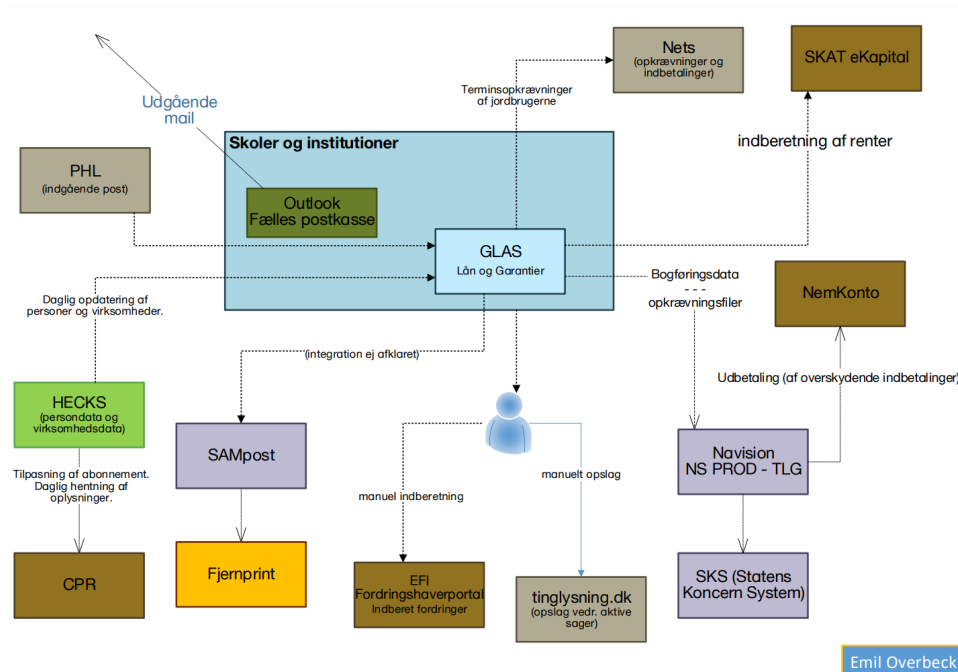 Nets
(opkrævninger og
indbetalinger)
SKAT eKapital
Udgående
mail
Terminsopkrævninger
af jordbrugerne
Skoler og institutioner
indberetning af renter
PHL
(indgående post)
Outlook
Fælles postkasse
GLAS
Lån og Garantier
Bogføringsdata
- - -
opkrævningsfiler
NemKonto
Daglig opdatering af
personer og virksomheder.
(integration ej afklaret)
Udbetaling (af overskydende indbetalinger)
HECKS
(persondata og
virksomhedsdata)
SAMpost
Navision
NS PROD - TLG
Tilpasning af abonnement.
Daglig hentning af
oplysninger.
manuelt opslag
manuel indberetning
CPR
Fjernprint
EFI
Fordringshaverportal
Indberet fordringer
tinglysning.dk
(opslag vedr. aktive
sager)
SKS (Statens
Koncern System)
Emil Overbeck